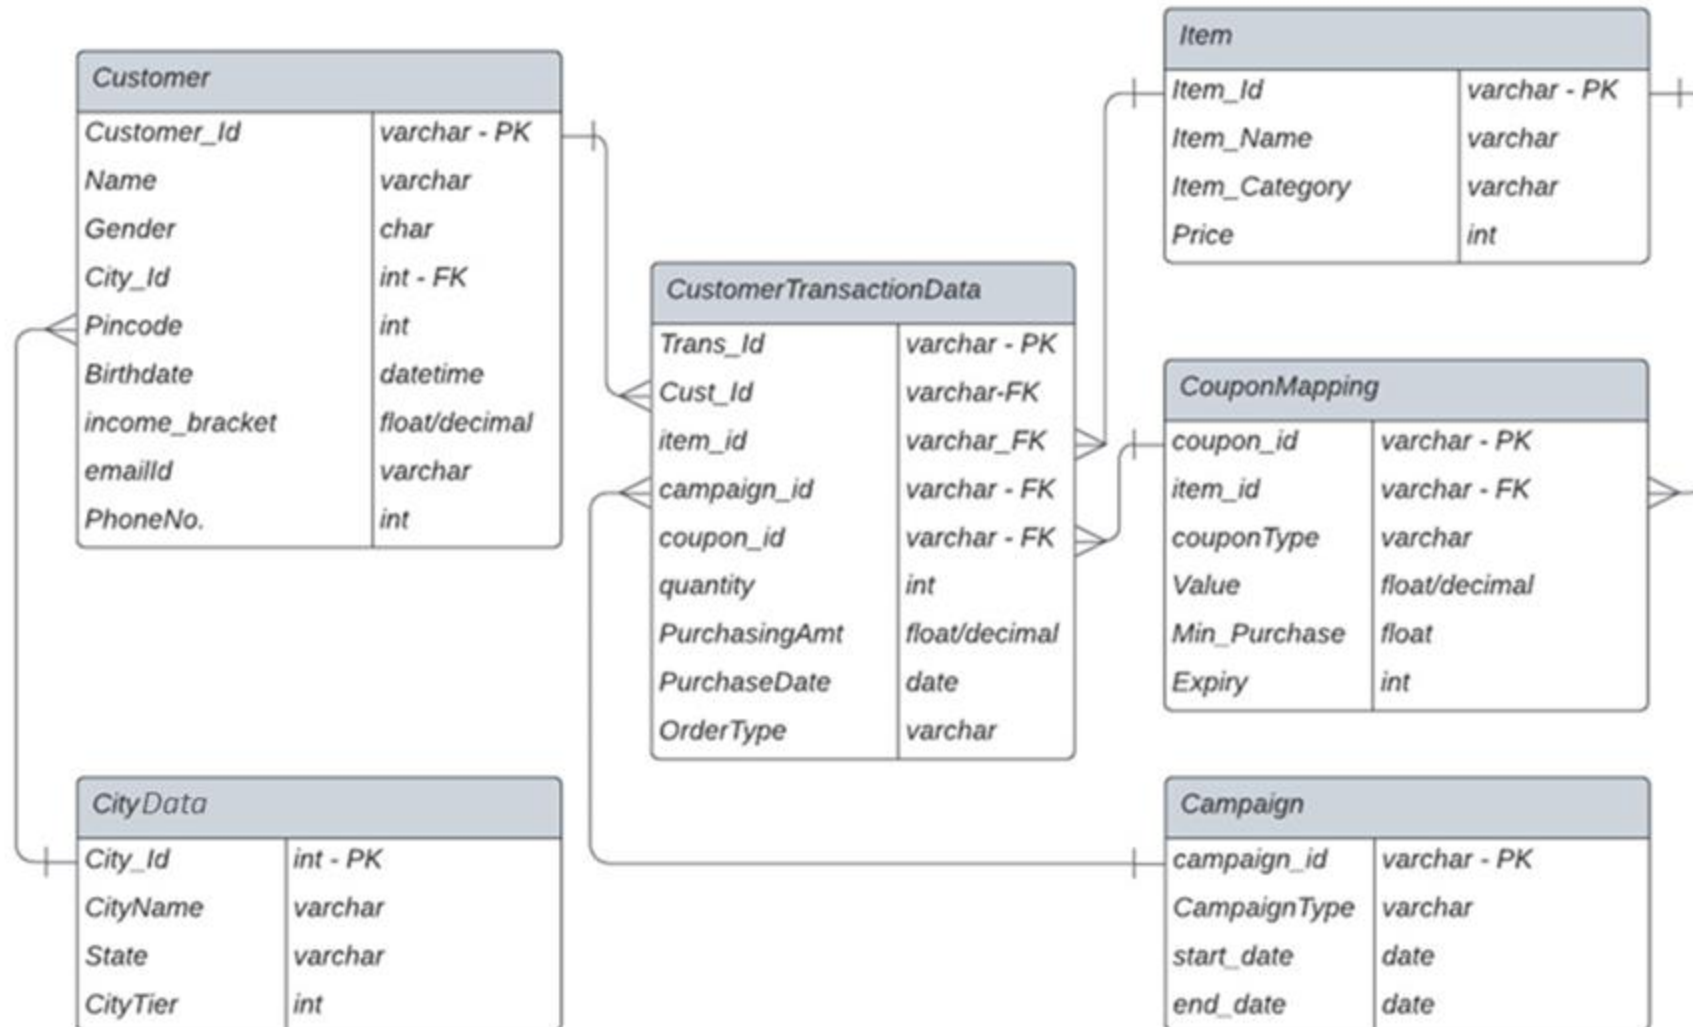 Customer
Customer_Id varchar - PK
Name varchar
Gender char
City_Id int - FK
Pincode int
Birthdate datetime
income_bracket float/decimal
emailId varchar
PhoneNo. int
CityData
City_Id int - PK
CityName varchar
State varchar
CityTier int
CustomerTransactionData
Trans_Id varchar - PK
Cust_Id varchar-FK
item_id varchar_FK
campaign_id varchar - FK
coupon_id varchar - FK
quantity int
PurchasingAmt float/decimal
PurchaseDate date
OrderType varchar
Item
Item_Id varchar - PK
Item_Name varchar
Item_Category varchar
Price int
CouponMapping
coupon_id varchar - PK
item_id varchar - FK
couponType varchar
Value float/decimal
Min_Purchase float
Expiry int
Campaign
campaign_id varchar - PK
CampaignType varchar
start_date date
end_date date